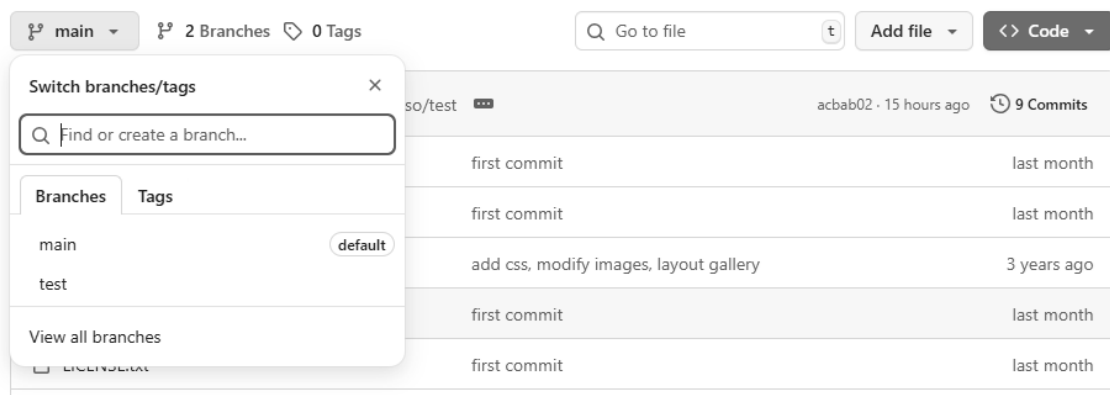 main 2 Branches 0 Tags Go to file t Add file Code
Switch branches/tags
so/test acbab02 · 15 hours ago 9 Commits
Find or create a branch...
first commit last month
Branches Tags
first commit last month
main default
add css, modify images, layout gallery 3 years ago
test
first commit last month
View all branches
LICENSE.txt first commit last month